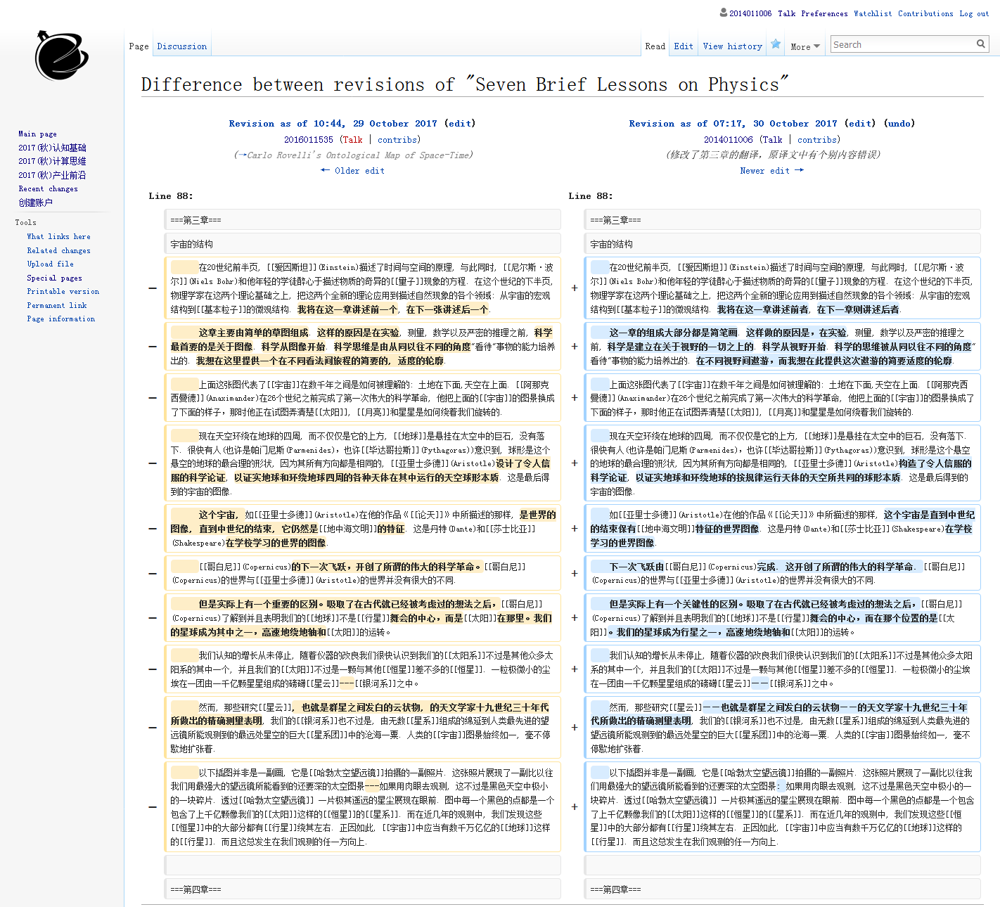 2014011006 Talk Preferences Watchlist Contributions Log out
Page Discussion Read Edit View history More Search
Difference between revisions of "Seven Brief Lessons on Physics"
Main page
2017(秋)认知基础
2017(秋)计算思维
2017(秋)产业前沿
Recent changes
创建账户
Tools
What links here
Related changes
Upload file
Special pages
Printable version
Permanent link
Page information
Revision as of 10:44, 29 October 2017 (edit)
2016011535 (Talk | contribs)
(→Carlo Rovelli's Ontological Map of Space-Time)
← Older edit
Revision as of 07:17, 30 October 2017 (edit) (undo)
2014011006 (Talk | contribs)
(修改了第三章的翻译，原译文中有个别内容错误)
Newer edit →
Line 88:
===第三章===
宇宙的结构
− 在20世纪前半页, [[爱因斯坦]](Einstein)描述了时间与空间的原理, 与此同时, [[尼尔斯·波
尔]](Niels Bohr)和他年轻的学徒醉心于描述物质的奇异的[[量子]]现象的方程. 在这个世纪的下半页,
物理学家在这两个理论基础之上, 把这两个全新的理论应用到描述自然现象的各个领域: 从宇宙的宏观
结构到[[基本粒子]]的微观结构. 我将在这一章讲述前一个, 在下一张讲述后一个.
− 这章主要由简单的草图组成. 这样的原因是在实验, 测量, 数学以及严密的推理之前, 科学
最首要的是关于图像. 科学从图像开始. 科学思维是由从同以往不同的角度"看待"事物的能力培养
出的. 我想在这里提供一个在不同看法间旅程的简要的, 适度的轮廓.
− 上面这张图代表了[[宇宙]]在数千年之间是如何被理解的: 土地在下面,天空在上面. [[阿那克
西曼德]](Anaximander)在26个世纪之前完成了第一次伟大的科学革命, 他把上面的[[宇宙]]的图景换成
了下面的样子，那时他正在试图弄清楚[[太阳]], [[月亮]]和星星是如何绕着我们旋转的.
− 现在天空环绕在地球的四周, 而不仅仅是它的上方, [[地球]]是悬挂在太空中的巨石, 没有落
下. 很快有人(也许是帕门尼斯(Parmenides)，也许[[毕达哥拉斯]](Pythagoras))意识到, 球形是这个
悬空的地球的最合理的形状, 因为其所有方向都是相同的, [[亚里士多德]](Aristotle)设计了令人信
服的科学论证, 以证实地球和环绕地球四周的各种天体在其中运行的天空球形本质. 这是最后得
到的宇宙的图像.
− 这个宇宙, 如[[亚里士多德]](Aristotle)在他的作品《[[论天]]》中所描述的那样, 是世界的
图像, 直到中世纪的结束, 它仍然是[[地中海文明]]的特征. 这是丹特(Dante)和[[莎士比亚]]
(Shakespeare)在学校学习的世界的图像.
− [[哥白尼]](Copernicus)的下一次飞跃，开创了所谓的伟大的科学革命。[[哥白尼]]
(Copernicus)的世界与[[亚里士多德]](Aristotle)的世界并没有很大的不同.
− 但是实际上有一个重要的区别。吸取了在古代就已经被考虑过的想法之后，[[哥白尼]]
(Copernicus)了解到并且表明我们的[[地球]]不是[[行星]]舞会的中心，而是[[太阳]]在那里。我们
的星球成为其中之一，高速地绕地轴和[[太阳]]的运转。
− 我们认知的增长从未停止, 随着仪器的改良我们很快认识到我们的[[太阳系]]不过是其他众多太
阳系的其中一个, 并且我们的[[太阳]]不过是一颗与其他[[恒星]]差不多的[[恒星]]. 一粒极微小的尘
埃在一团由一千亿颗星星组成的磅礴[[星云]]---[[银河系]]之中。
− 然而, 那些研究[[星云]], 也就是群星之间发白的云状物, 的天文学家十九世纪三十年代
所做出的精确测量表明, 我们的[[银河系]]也不过是, 由无数[[星系]]组成的绵延到人类最先进的望
远镜所能观测到的最远处星空的巨大[[星系团]]中的沧海一粟. 人类的[[宇宙]]图景始终如一, 毫不停
歇地扩张着.
− 以下插图并非是一副画, 它是[[哈勃太空望远镜]]拍摄的一副照片. 这张照片展现了一副比以往
我们用最强大的望远镜所能看到的还要深的太空图景---如果用肉眼去观测, 这不过是黑色天空中极小
的一块碎片. 透过[[哈勃太空望远镜]] 一片极其遥远的星尘展现在眼前. 图中每一个黑色的点都是一个
包含了上千亿颗像我们的[[太阳]]这样的[[恒星]]的[[星系]]. 而在近几年的观测中, 我们发现这些
[[恒星]]中的大部分都有[[行星]]绕其左右. 正因如此, [[宇宙]]中应当有数千万亿亿的[[地球]]这样
的[[行星]]. 而且这总发生在我们观测的任一方向上.
===第四章===
Line 88:
===第三章===
宇宙的结构
+ 在20世纪前半页, [[爱因斯坦]](Einstein)描述了时间与空间的原理, 与此同时, [[尼尔斯·波
尔]](Niels Bohr)和他年轻的学徒醉心于描述物质的奇异的[[量子]]现象的方程. 在这个世纪的下半页,
物理学家在这两个理论基础之上, 把这两个全新的理论应用到描述自然现象的各个领域: 从宇宙的宏观
结构到[[基本粒子]]的微观结构. 我将在这一章讲述前者, 在下一章则讲述后者.
+ 这一章的组成大部分都是简笔画. 这样做的原因是，在实验, 测量, 数学以及严密的推理之
前, 科学是建立在关于视野的一切之上的. 科学从视野开始. 科学的思维被从同以往不同的角度"
看待"事物的能力培养出的. 在不同视野间遨游，而我想在此提供这次遨游的简要适度的轮廓.
+ 上面这张图代表了[[宇宙]]在数千年之间是如何被理解的: 土地在下面,天空在上面. [[阿那克西
曼德]](Anaximander)在26个世纪之前完成了第一次伟大的科学革命, 他把上面的[[宇宙]]的图景换成了
下面的样子，那时他正在试图弄清楚[[太阳]], [[月亮]]和星星是如何绕着我们旋转的.
+ 现在天空环绕在地球的四周, 而不仅仅是它的上方, [[地球]]是悬挂在太空中的巨石, 没有落下.
很快有人(也许是帕门尼斯(Parmenides)，也许[[毕达哥拉斯]](Pythagoras))意识到, 球形是这个悬空
的地球的最合理的形状, 因为其所有方向都是相同的, [[亚里士多德]](Aristotle)构造了令人信服的
科学论证, 以证实地球和环绕地球的按规律运行天体的天空所共同的球形本质. 这是最后得到的
宇宙的图像.
+ 如[[亚里士多德]](Aristotle)在他的作品《[[论天]]》中所描述的那样, 这个宇宙是直到中世纪
的结束保有[[地中海文明]]特征的世界图像. 这是丹特(Dante)和[[莎士比亚]](Shakespeare)在学校
学习的世界图像.
+ 下一次飞跃由[[哥白尼]](Copernicus)完成. 这开创了所谓的伟大的科学革命. [[哥白尼]]
(Copernicus)的世界与[[亚里士多德]](Aristotle)的世界并没有很大的不同.
+ 但是实际上有一个关键性的区别。吸取了在古代就已经被考虑过的想法之后，[[哥白尼]]
(Copernicus)了解到并且表明我们的[[地球]]不是[[行星]]舞会的中心，而在那个位置的是[[太
阳]]。我们的星球成为行星之一，高速地绕地轴和[[太阳]]的运转。
+ 我们认知的增长从未停止, 随着仪器的改良我们很快认识到我们的[[太阳系]]不过是其他众多太阳
系的其中一个, 并且我们的[[太阳]]不过是一颗与其他[[恒星]]差不多的[[恒星]]. 一粒极微小的尘埃
在一团由一千亿颗星星组成的磅礴[[星云]]——[[银河系]]之中。
+ 然而, 那些研究[[星云]]——也就是群星之间发白的云状物——的天文学家十九世纪三十年
代所做出的精确测量表明, 我们的[[银河系]]也不过是, 由无数[[星系]]组成的绵延到人类最先进的
望远镜所能观测到的最远处星空的巨大[[星系团]]中的沧海一粟. 人类的[[宇宙]]图景始终如一, 毫不
停歇地扩张着.
+ 以下插图并非是一副画, 它是[[哈勃太空望远镜]]拍摄的一副照片. 这张照片展现了一副比以往我
们用最强大的望远镜所能看到的还要深的太空图景: 如果用肉眼去观测, 这不过是黑色天空中极小的一
块碎片. 透过[[哈勃太空望远镜]] 一片极其遥远的星尘展现在眼前. 图中每一个黑色的点都是一个包含
了上千亿颗像我们的[[太阳]]这样的[[恒星]]的[[星系]]. 而在近几年的观测中, 我们发现这些[[恒
星]]中的大部分都有[[行星]]绕其左右. 正因如此, [[宇宙]]中应当有数千万亿亿的[[地球]]这样的
[[行星]]. 而且这总发生在我们观测的任一方向上.
===第四章===